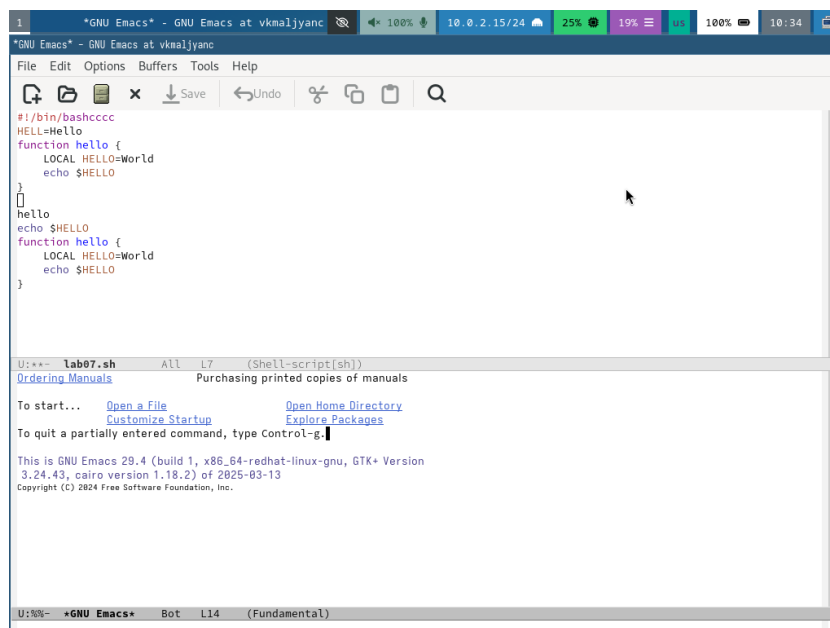 1 *GNU Emacs* - GNU Emacs at vkmaljyanc 100% 10.0.2.15/24 25% 19% us 100% 10:34
*GNU Emacs* - GNU Emacs at vkmaljyanc
File Edit Options Buffers Tools Help
Save Undo
#!/bin/bashcccc
HELL=Hello
function hello {
    LOCAL HELLO=World
    echo $HELLO
}
hello
echo $HELLO
function hello {
    LOCAL HELLO=World
    echo $HELLO
}
U:**- lab07.sh All L7 (Shell-script[sh])
Ordering Manuals Purchasing printed copies of manuals
To start... Open a File Open Home Directory
Customize Startup Explore Packages
To quit a partially entered command, type Control-g.
This is GNU Emacs 29.4 (build 1, x86_64-redhat-linux-gnu, GTK+ Version
3.24.43, cairo version 1.18.2) of 2025-03-13
Copyright (C) 2024 Free Software Foundation, Inc.
U:%%- *GNU Emacs* Bot L14 (Fundamental)